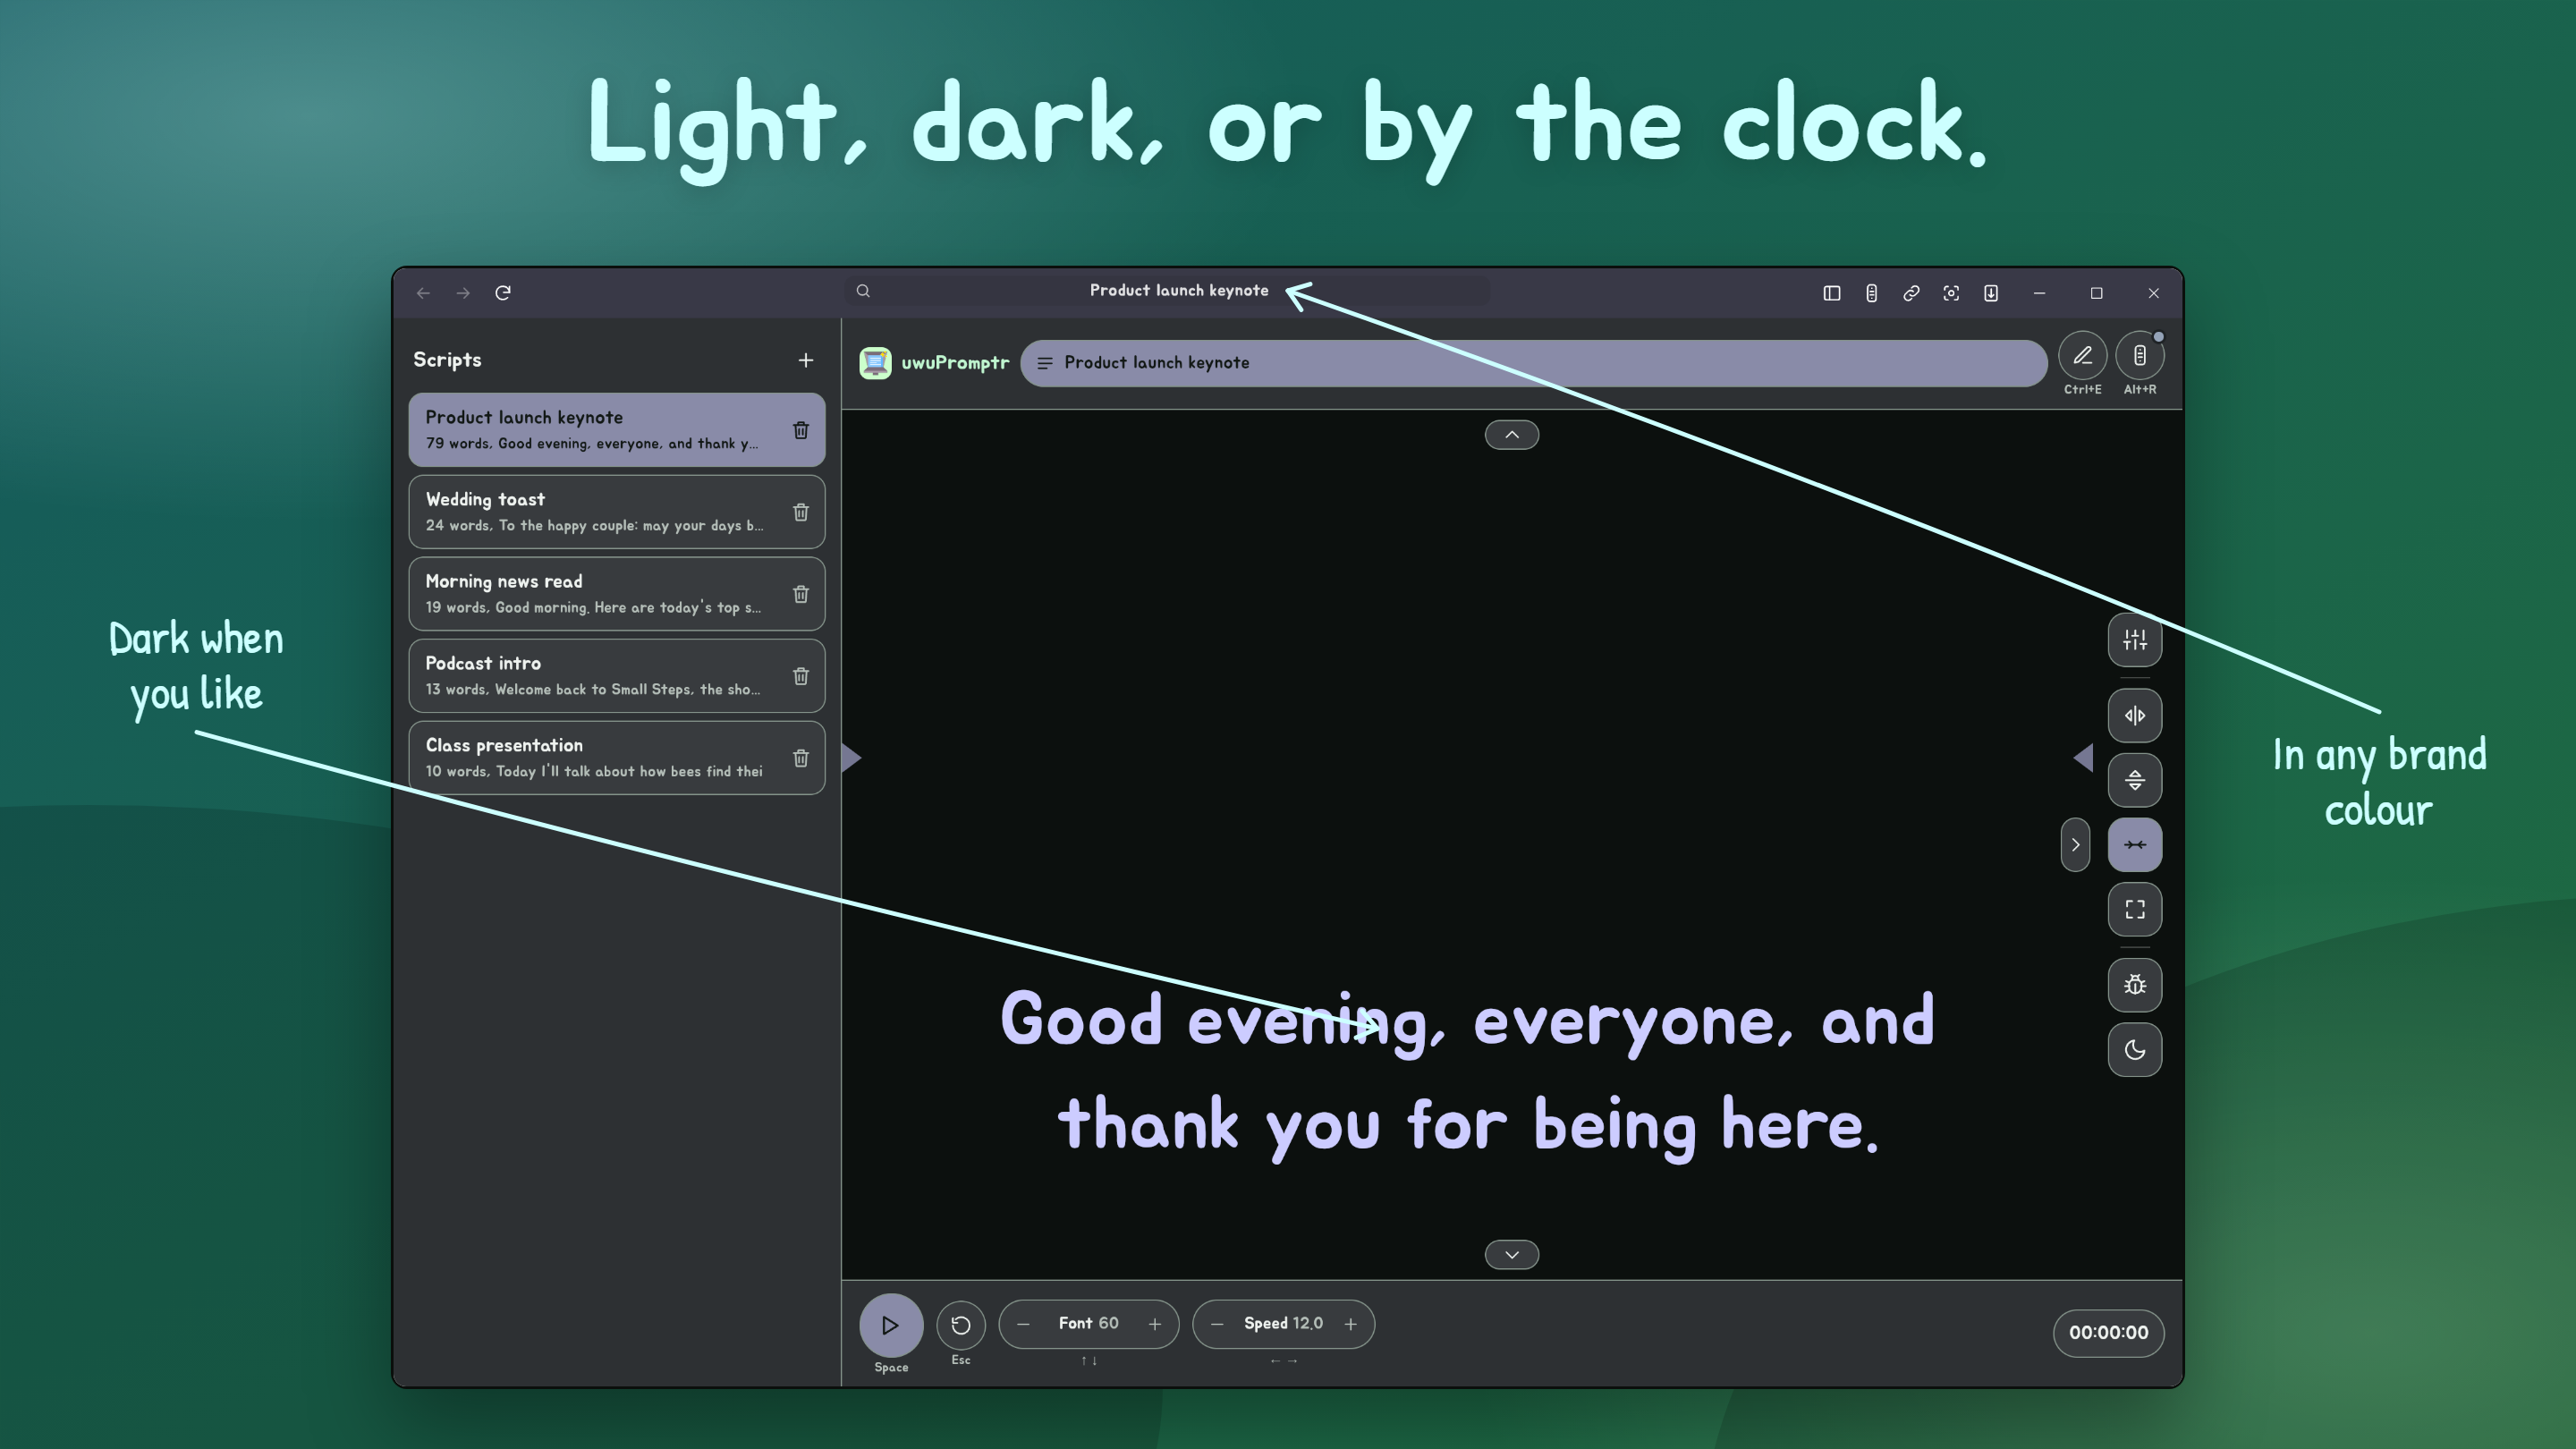 Light, dark, or by the clock.
Product launch keynote
Scripts
uwuPromptr
Product launch keynote
Ctrl+E
Alt+R
Product launch keynote
79 words, Good evening, everyone, and thank y...
Wedding toast
24 words, To the happy couple: may your days b...
Morning news read
19 words, Good morning. Here are today's top s...
Podcast intro
13 words, Welcome back to Small Steps, the sho...
Class presentation
10 words, Today I'll talk about how bees find thei
Dark when
you like
In any brand
colour
Good evening, everyone, and
thank you for being here.
Font 60
Speed 12.0
00:00:00
Space
Esc
↑ ↓
← →